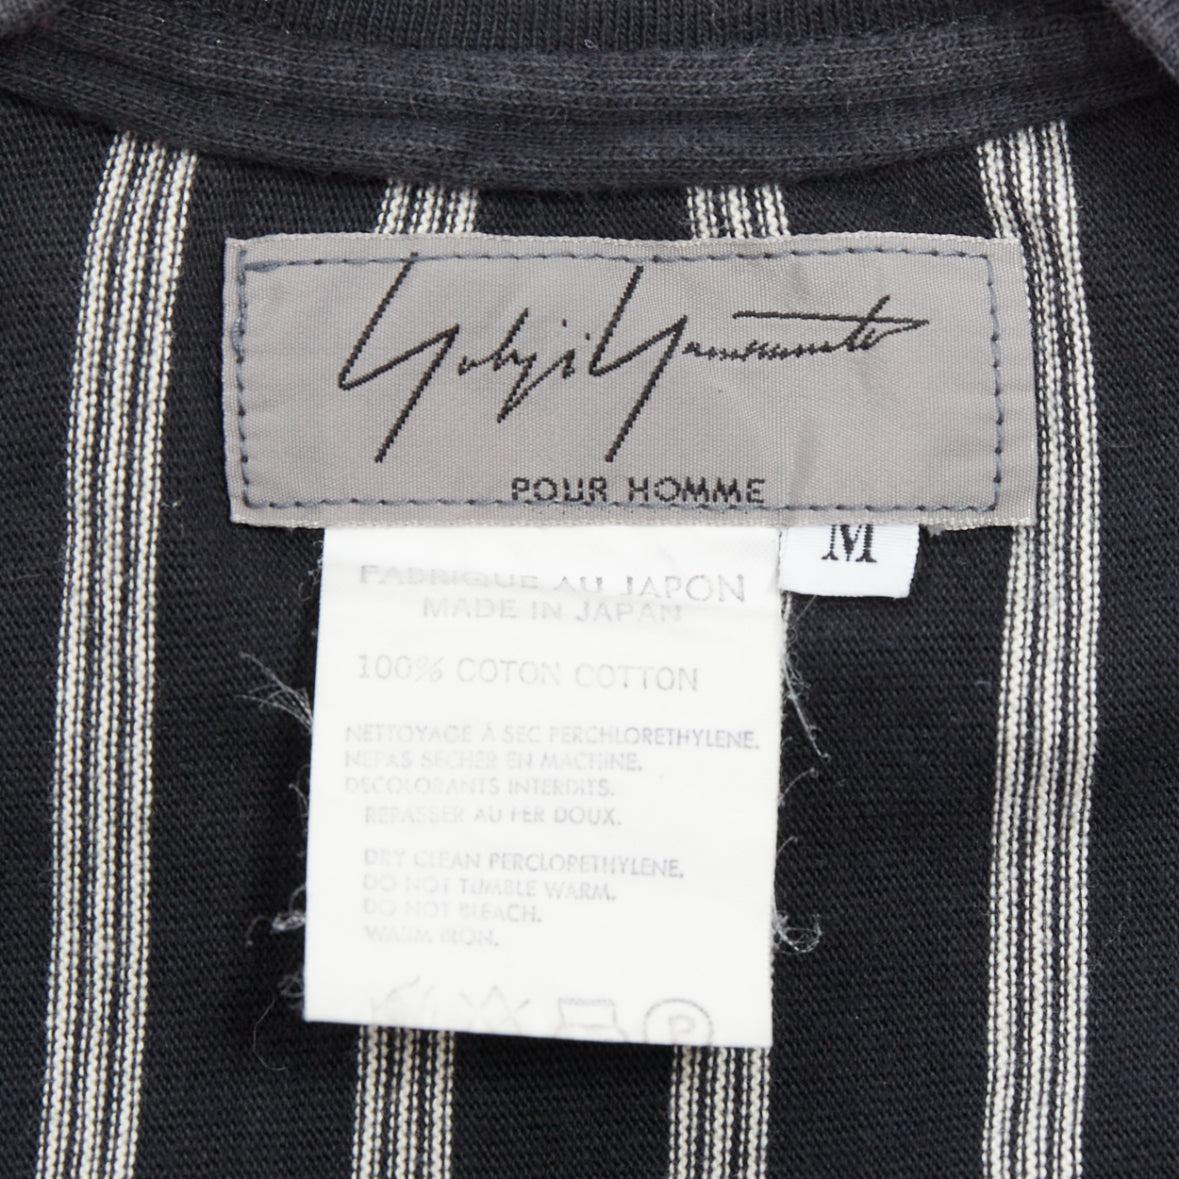 Yohji Yamamoto
POUR HOMME
M
FABRIQUE AU JAPON
MADE IN JAPAN
100% COTON COTTON
NETTOYAGE À SEC PERCHLORETHYLENE.
NEPAS SECHER EN MACHINE.
DECOLORANTS INTERDITS.
REPASSER AU FER DOUX.
DRY CLEAN PERCLORETHYLENE.
DO NOT TUMBLE WARM.
DO NOT BLEACH.
WARM IRON.
P